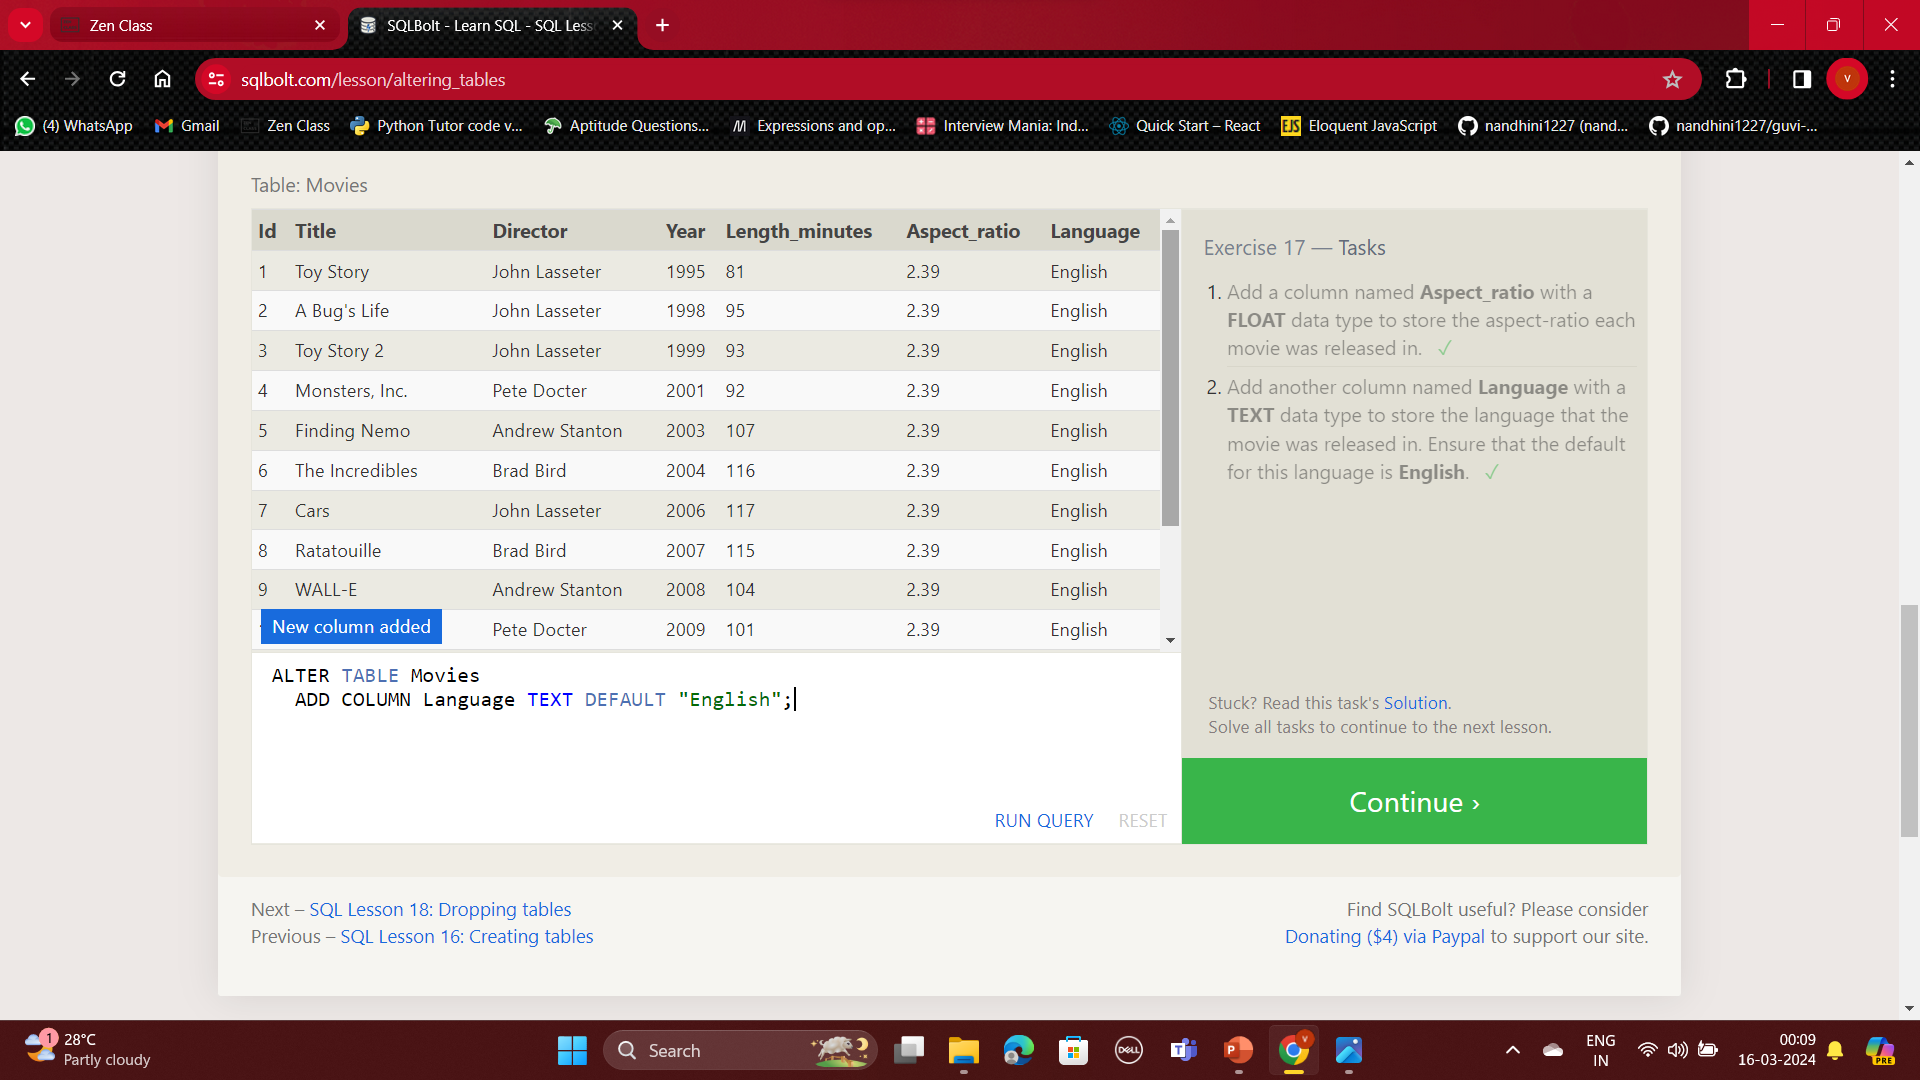 Zen Class
SQLBolt - Learn SQL - SQL Less
sqlbolt.com/lesson/altering_tables
V
(4) WhatsApp
Gmail
Zen Class
Python Tutor code v...
Aptitude Questions...
Expressions and op...
Interview Mania: Ind...
Quick Start – React
Eloquent JavaScript
nandhini1227 (nand...
nandhini1227/guvi-...
Table: Movies
Id Title Director Year Length_minutes Aspect_ratio Language
1 Toy Story John Lasseter 1995 81 2.39 English
2 A Bug's Life John Lasseter 1998 95 2.39 English
3 Toy Story 2 John Lasseter 1999 93 2.39 English
4 Monsters, Inc. Pete Docter 2001 92 2.39 English
5 Finding Nemo Andrew Stanton 2003 107 2.39 English
6 The Incredibles Brad Bird 2004 116 2.39 English
7 Cars John Lasseter 2006 117 2.39 English
8 Ratatouille Brad Bird 2007 115 2.39 English
9 WALL-E Andrew Stanton 2008 104 2.39 English
Pete Docter 2009 101 2.39 English
New column added
ALTER TABLE Movies
ADD COLUMN Language TEXT DEFAULT "English";
RUN QUERY RESET
Exercise 17 — Tasks
1. Add a column named Aspect_ratio with a
FLOAT data type to store the aspect-ratio each
movie was released in. ✓
2. Add another column named Language with a
TEXT data type to store the language that the
movie was released in. Ensure that the default
for this language is English. ✓
Stuck? Read this task's Solution.
Solve all tasks to continue to the next lesson.
Continue ›
Next – SQL Lesson 18: Dropping tables
Previous – SQL Lesson 16: Creating tables
Find SQLBolt useful? Please consider
Donating ($4) via Paypal to support our site.
1
28°C
Partly cloudy
Search
DELL
ENG
IN
00:09
16-03-2024
PRE